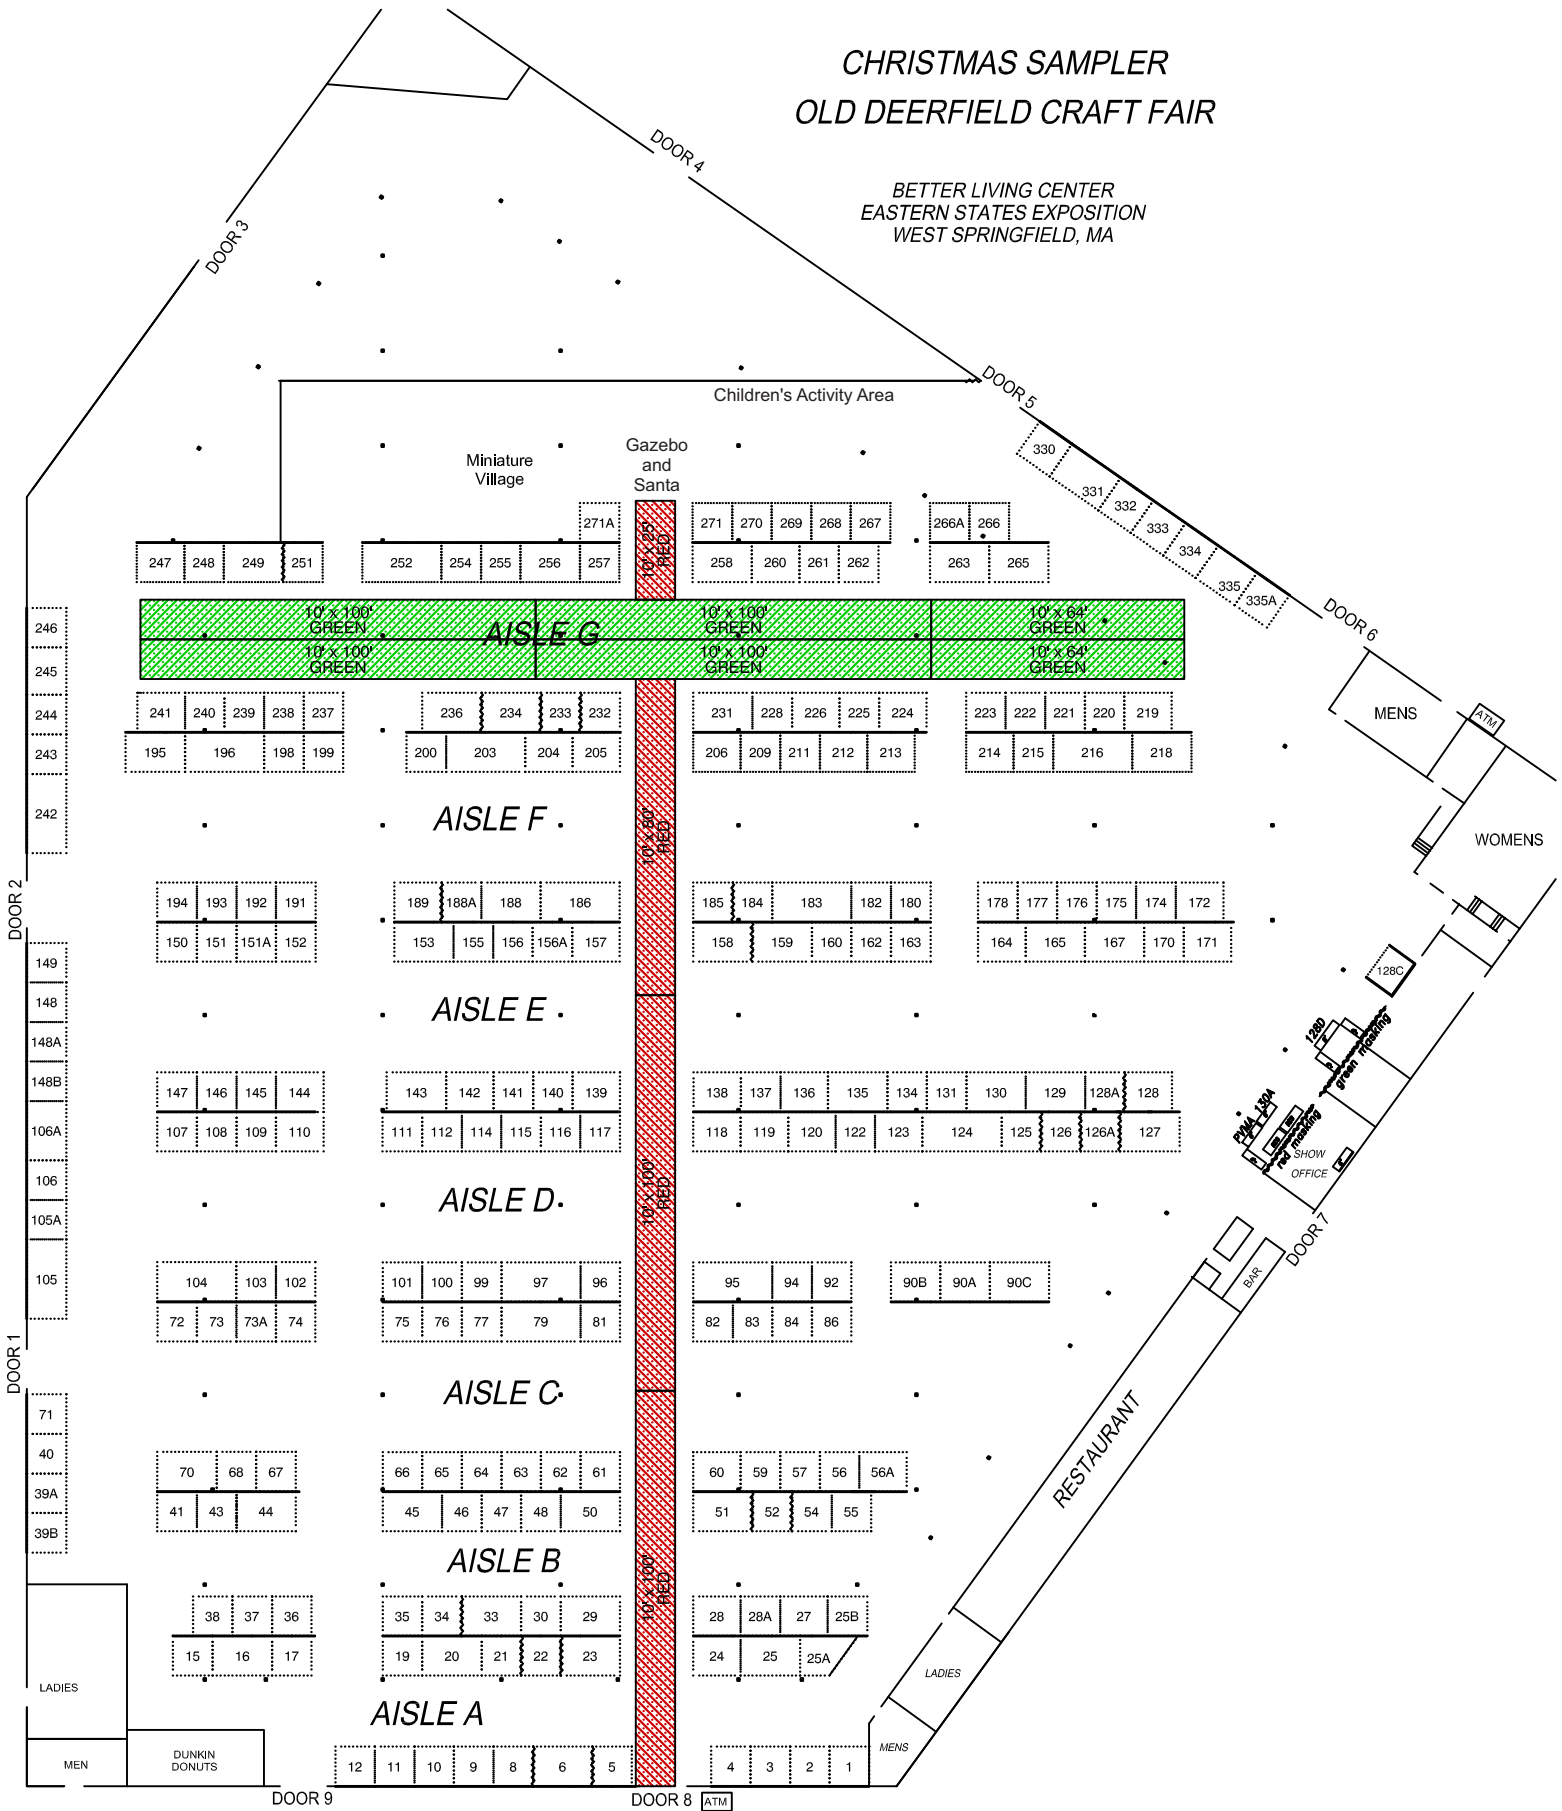 CHRISTMAS SAMPLER
OLD DEERFIELD CRAFT FAIR
BETTER LIVING CENTER
EASTERN STATES EXPOSITION
WEST SPRINGFIELD, MA
DOOR 4
DOOR 3
DOOR 5
Children's Activity Area
Miniature
Village
Gazebo
and
Santa
330
331
332
333
334
335
335A
DOOR 6
271A
271 270 269 268 267
266A 266
247 248 249 251
252 254 255 256 257
258 260 261 262
263 265
10' x 25'
RED
246
245
244
243
242
10' x 100'
GREEN
10' x 100'
GREEN
10' x 64'
GREEN
AISLE G
10' x 100'
GREEN
10' x 100'
GREEN
10' x 64'
GREEN
241 240 239 238 237
236 234 233 232
231 228 226 225 224
223 222 221 220 219
195 196 198 199
200 203 204 205
206 209 211 212 213
214 215 216 218
MENS
ATM
WOMENS
AISLE F
10' x 80'
RED
DOOR 2
194 193 192 191
189 188A 188 186
185 184 183 182 180
178 177 176 175 174 172
150 151 151A 152
153 155 156 156A 157
158 159 160 162 163
164 165 167 170 171
149
148
148A
148B
106A
106
105A
105
AISLE E
128C
128D
green masking
147 146 145 144
143 142 141 140 139
138 137 136 135 134 131 130 129 128A 128
107 108 109 110
111 112 114 115 116 117
118 119 120 122 123 124 125 126 126A 127
PVMA 130A
red masking
SHOW
OFFICE
AISLE D
10' x 100'
RED
DOOR 7
BAR
104 103 102
101 100 99 97 96
95 94 92
90B 90A 90C
72 73 73A 74
75 76 77 79 81
82 83 84 86
DOOR 1
AISLE C
RESTAURANT
71
40
39A
39B
70 68 67
66 65 64 63 62 61
60 59 57 56 56A
41 43 44
45 46 47 48 50
51 52 54 55
AISLE B
10' x 100'
RED
38 37 36
35 34 33 30 29
28 28A 27 25B
15 16 17
19 20 21 22 23
24 25 25A
LADIES
LADIES
AISLE A
MENS
MEN
DUNKIN
DONUTS
12 11 10 9 8 6 5
4 3 2 1
DOOR 9
DOOR 8
ATM